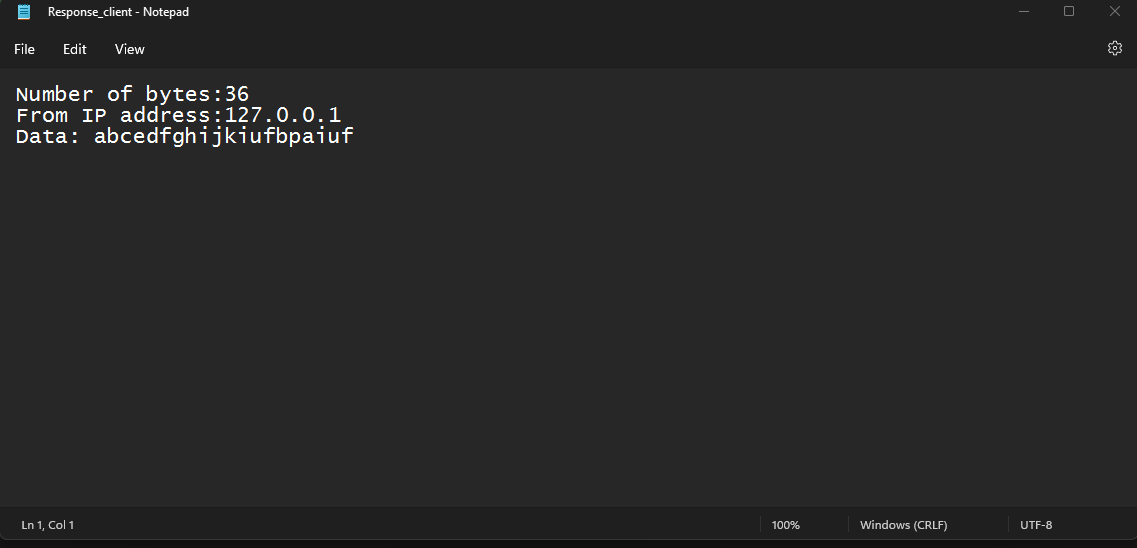 Response_client - Notepad
File Edit View
Number of bytes:36
From IP address:127.0.0.1
Data: abcedfghijkiufbpaiuf
Ln 1, Col 1 100% Windows (CRLF) UTF-8